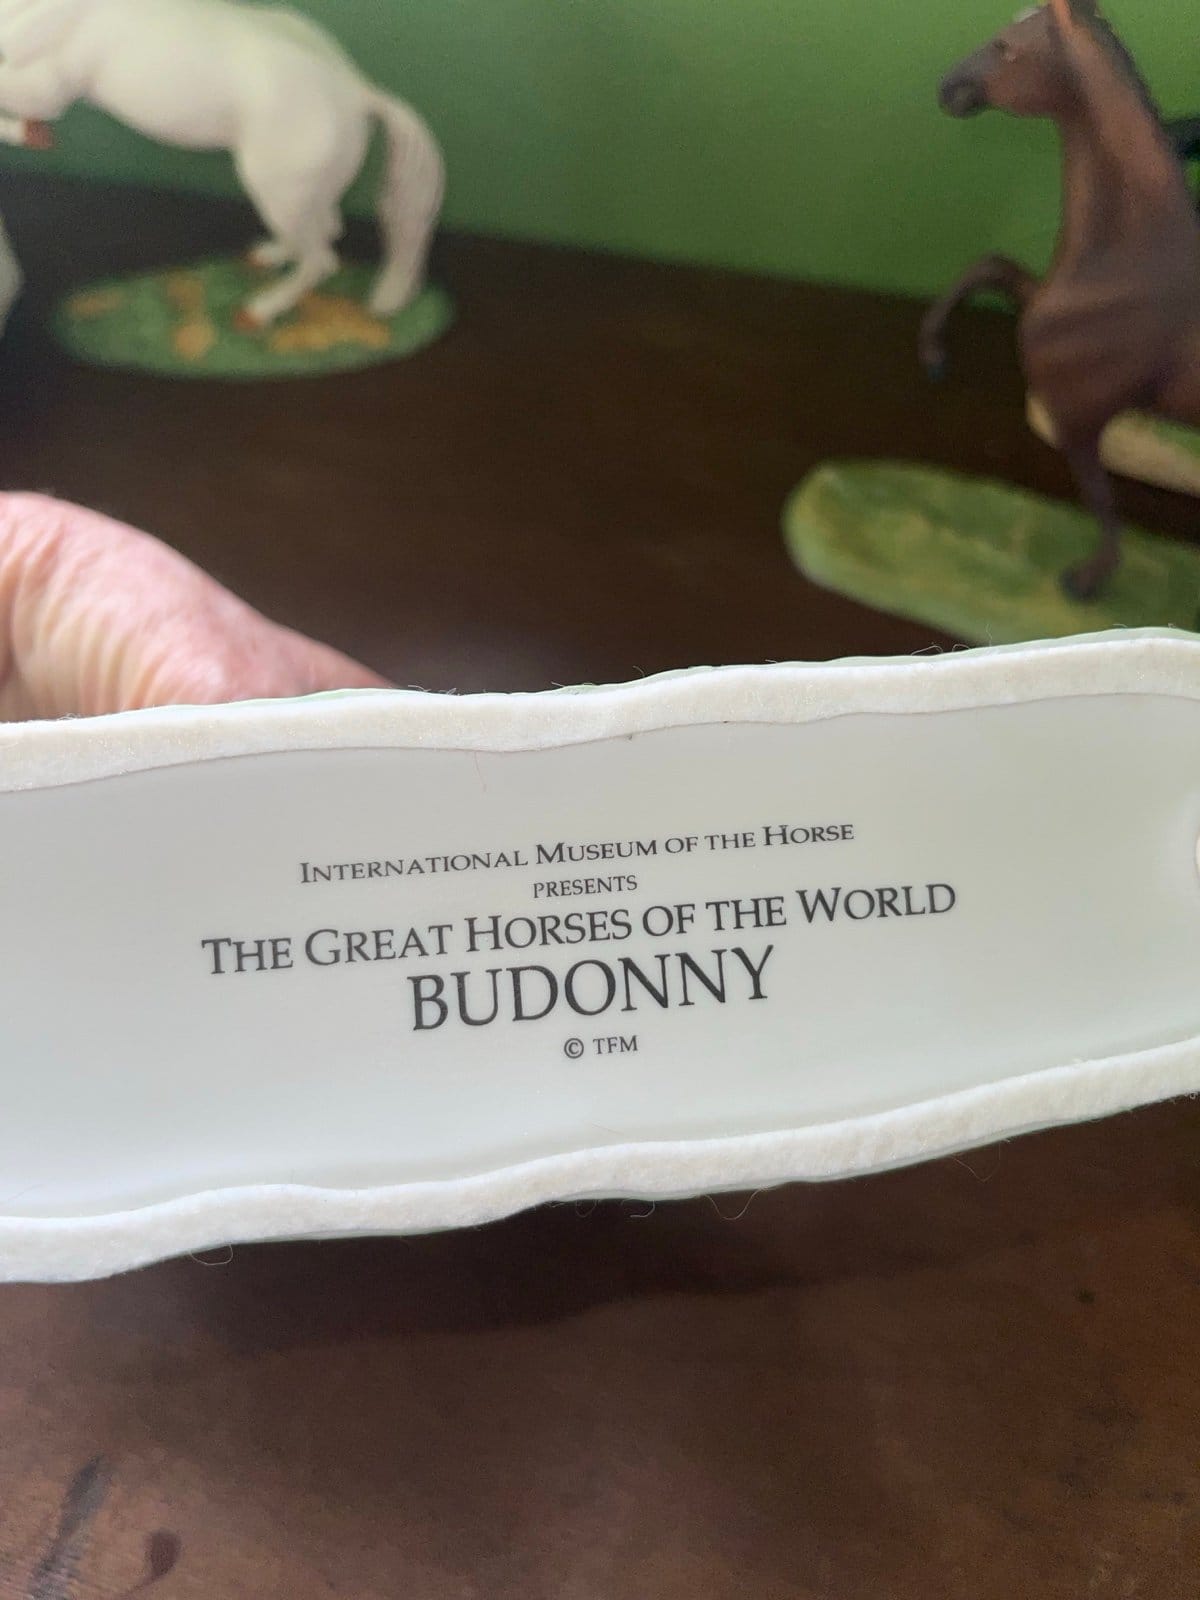 International Museum of the Horse
presents
The Great Horses of the World
BUDONNY
© TFM